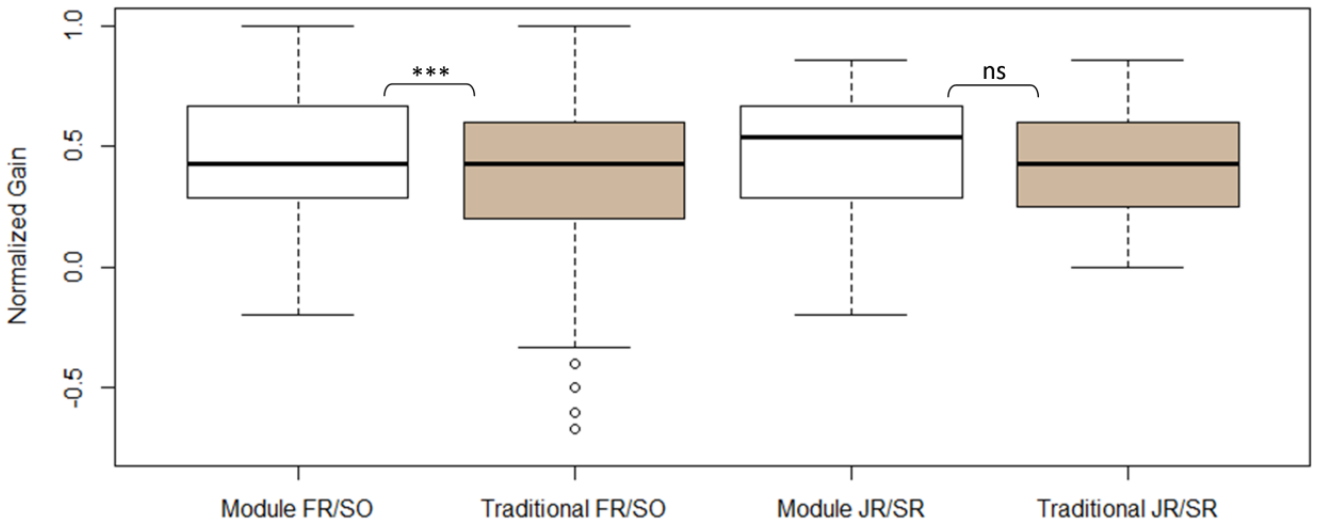 Normalized Gain
1.0
0.5
0.0
-0.5
***
ns
Module FR/SO
Traditional FR/SO
Module JR/SR
Traditional JR/SR